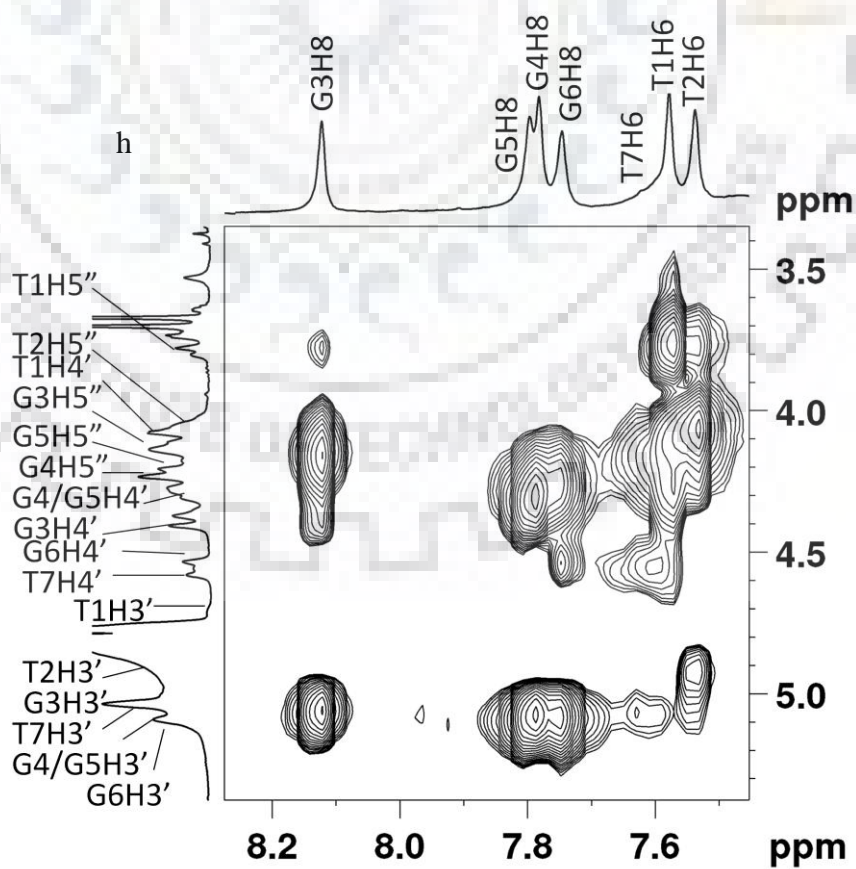 h
G3H8
G5H8
G4H8
G6H8
T7H6
T1H6
T2H6
ppm
T1H5”
T2H5”
T1H4’
G3H5”
G5H5”
G4H5”
G4/G5H4’
G3H4’
G6H4’
T7H4’
T1H3’
T2H3’
G3H3’
T7H3’
G4/G5H3’
G6H3’
3.5
4.0
4.5
5.0
8.2 8.0 7.8 7.6 ppm